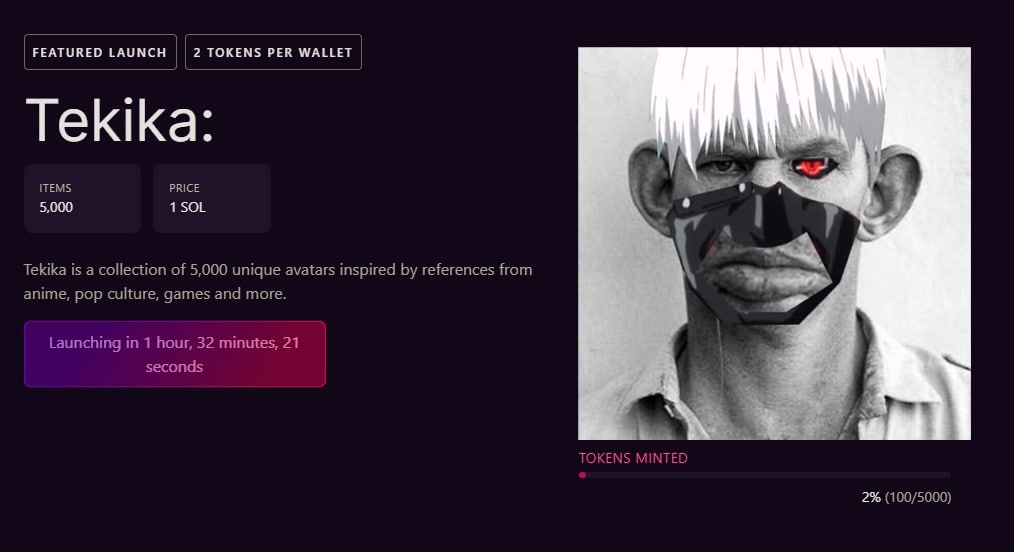 FEATURED LAUNCH
2 TOKENS PER WALLET
Tekika:
ITEMS
5,000
PRICE
1 SOL
Tekika is a collection of 5,000 unique avatars inspired by references from
anime, pop culture, games and more.
Launching in 1 hour, 32 minutes, 21
seconds
TOKENS MINTED
2% (100/5000)